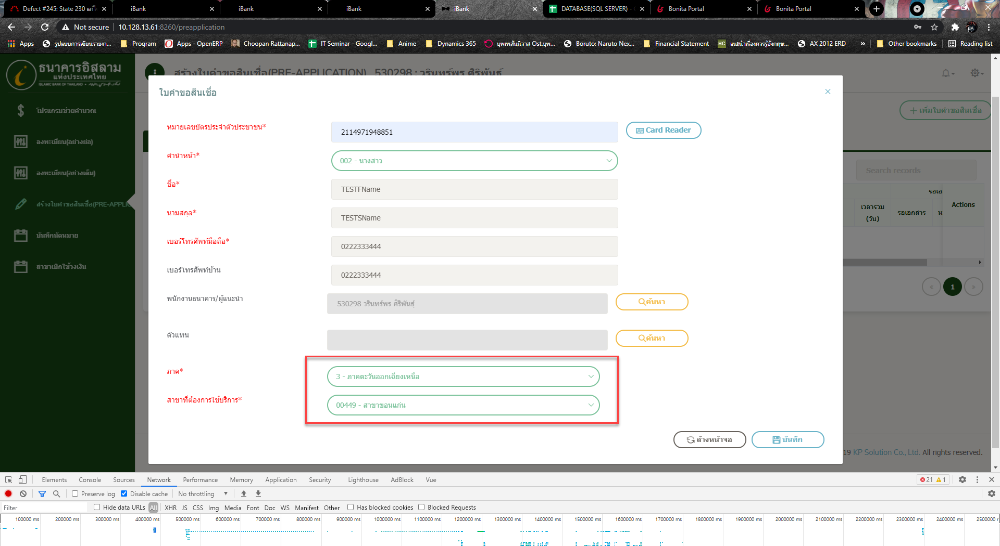 Defect #245: State 230 แก้ไ
iBank
iBank
iBank
iBank
DATABASE(SQL SERVER) -
Bonita Portal
Bonita Portal
Not secure
10.128.13.61:8260/preapplication
Apps
รูปแบบการเขียนรายงา...
Program
Apps - OpenERP
Choopan Rattanap...
IT Seminar - Googl...
Anime
Dynamics 365
บุพเพสันนิวาส Ost.บุพ...
Boruto: Naruto Nex...
Financial Statement
HC แนะนำเรื่องควรรู้อังกฤษ...
AX 2012 ERD
»
Other bookmarks
Reading list
ธนาคารอิสลาม
แห่งประเทศไทย
ISLAMIC BANK OF THAILAND
สร้างใบคำขอสินเชื่อ(PRE-APPLICATION) 530298 : วรินทร์พร ศิริพันธุ์
โปรแกรมช่วยคำนวณ
ลงทะเบียน(อย่างย่อ)
ลงทะเบียน(อย่างเต็ม)
สร้างใบคำขอสินเชื่อ(PRE-APPLIC
บันทึกนัดหมาย
สาขาเบิกใช้วงเงิน
ใบคำขอสินเชื่อ
หมายเลขบัตรประจำตัวประชาชน*
2114971948851
Card Reader
คำนำหน้า*
002 - นางสาว
ชื่อ*
TESTFName
นามสกุล*
TESTSName
เบอร์โทรศัพท์มือถือ*
0222333444
เบอร์โทรศัพท์บ้าน
0222333444
พนักงานธนาคาร/ผู้แนะนำ
530298 วรินทร์พร ศิริพันธุ์
ค้นหา
ตัวแทน
ค้นหา
ภาค*
3 - ภาคตะวันออกเฉียงเหนือ
สาขาที่ต้องการใช้บริการ*
00449 - สาขาขอนแก่น
ล้างหน้าจอ
บันทึก
+ เพิ่มใบคำขอสินเชื่อ
Search records
รอเอ
เวลารวม
(วัน)
รอเอกสาร
ห
Actions
«
1
»
19 KP Solution Co., Ltd. All rights reserved.
Elements
Console
Sources
Network
Performance
Memory
Application
Security
Lighthouse
AdBlock
Vue
21
1
Preserve log
Disable cache
No throttling
Filter
Hide data URLs
All
XHR
JS
CSS
Img
Media
Font
Doc
WS
Manifest
Other
Has blocked cookies
Blocked Requests
100000 ms
200000 ms
300000 ms
400000 ms
500000 ms
600000 ms
700000 ms
800000 ms
900000 ms
1000000 ms
1100000 ms
1200000 ms
1300000 ms
1400000 ms
1500000 ms
1600000 ms
1700000 ms
1800000 ms
1900000 ms
2000000 ms
2100000 ms
2200000 ms
2300000 ms
2400000 ms
2500000 r